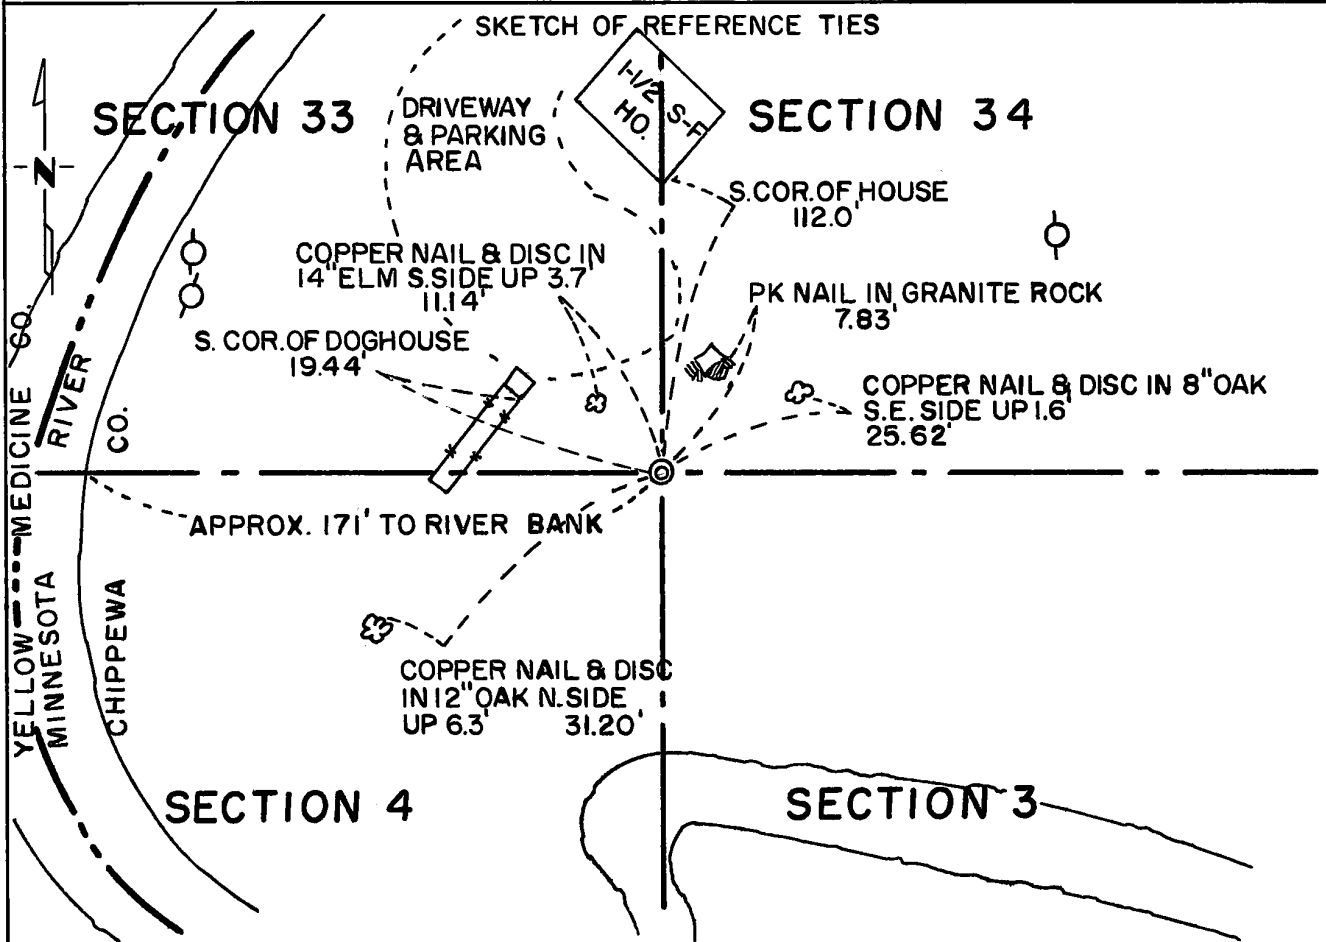 SKETCH OF REFERENCE TIES
1-1/2 S-F
HO.
SECTION 33
DRIVEWAY
& PARKING
AREA
SECTION 34
N
S. COR. OF HOUSE
112.0'
COPPER NAIL & DISC IN
14" ELM S. SIDE UP 3.7'
11.14'
PK NAIL IN GRANITE ROCK
7.83'
S. COR. OF DOGHOUSE
19.44'
COPPER NAIL & DISC IN 8" OAK
S.E. SIDE UP 1.6'
25.62'
YELLOW MEDICINE CO.
MINNESOTA RIVER
CHIPPEWA CO.
APPROX. 171' TO RIVER BANK
COPPER NAIL & DISC
IN 12" OAK N. SIDE
UP 6.3' 31.20'
SECTION 4
SECTION 3